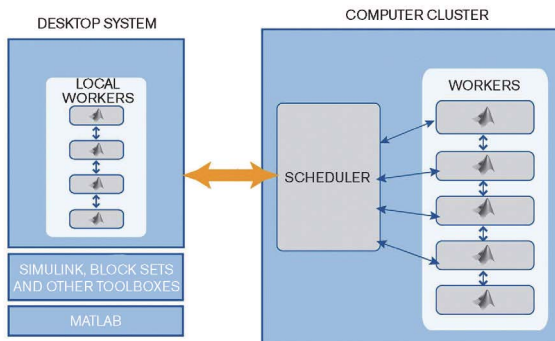 DESKTOP SYSTEM
LOCAL
WORKERS
SIMULINK, BLOCK SETS
AND OTHER TOOLBOXES
MATLAB
COMPUTER CLUSTER
SCHEDULER
WORKERS